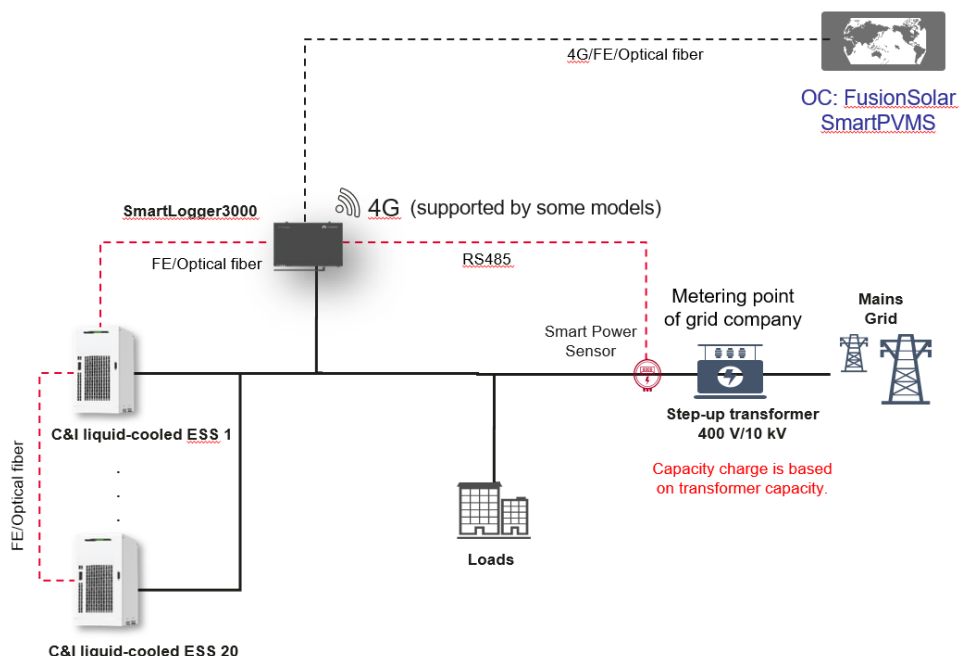 4G/FE/Optical fiber
OC: FusionSolar
SmartPVMS
SmartLogger3000
4G (supported by some models)
FE/Optical fiber
RS485
Metering point
of grid company
Mains
Grid
Smart Power
Sensor
C&I liquid-cooled ESS 1
Step-up transformer
400 V/10 kV
Capacity charge is based
on transformer capacity.
FE/Optical fiber
.
.
.
Loads
C&I liquid-cooled ESS 20